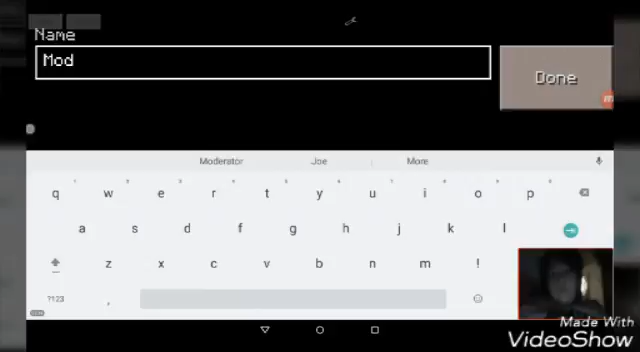 Name
Mod
Done
Moderator Joe More
q w e r t y u i o p
a s d f g h j k l
z x c v b n m !
?123 ,
Made With
VideoShow